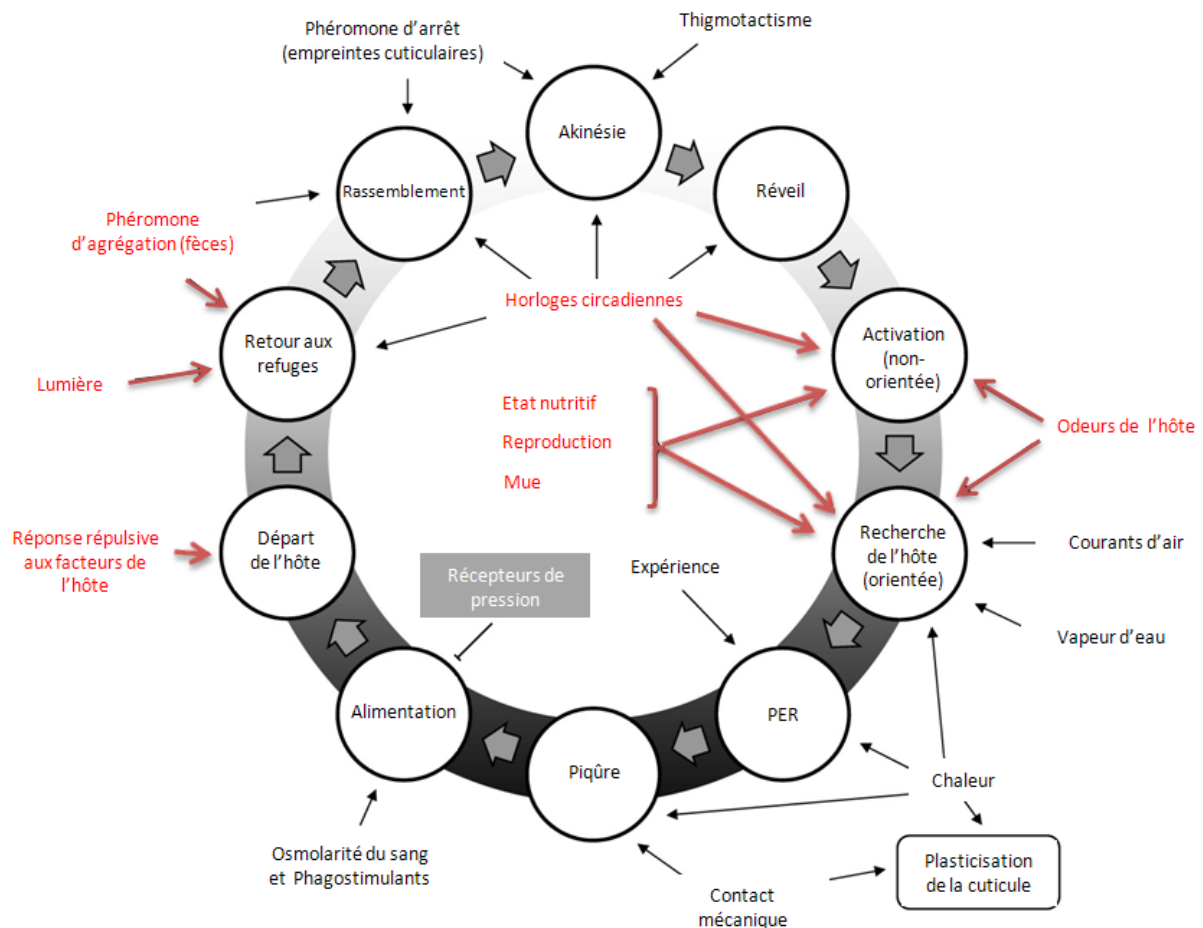 Phéromone d'arrêt
(empreintes cuticulaires)
Thigmotactisme
Akinésie
Rassemblement
Réveil
Phéromone
d'agrégation (fèces)
Horloges circadiennes
Retour aux
refuges
Activation
(non-
orientée)
Lumière
Etat nutritif
Reproduction
Mue
Odeurs de l'hôte
Réponse répulsive
aux facteurs de
l'hôte
Départ
de l'hôte
Récepteurs de
pression
Expérience
Recherche
de l'hôte
(orientée)
Courants d'air
Vapeur d'eau
Alimentation
Piqûre
PER
Chaleur
Osmolarité du sang
et Phagostimulants
Contact
mécanique
Plasticisation
de la cuticule